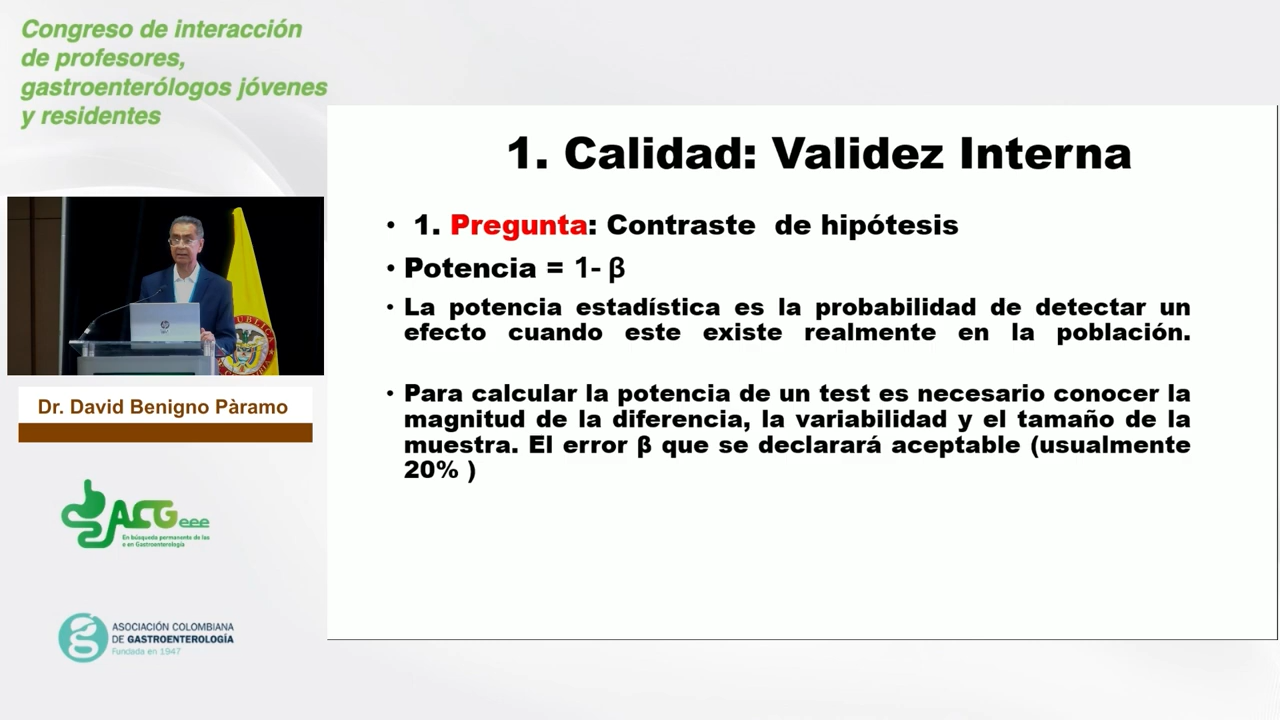 Congreso de interacción
de profesores,
gastroenterólogos jóvenes
y residentes
1. Calidad: Validez Interna
• 1. Pregunta: Contraste de hipótesis
• Potencia = 1- β
• La potencia estadística es la probabilidad de detectar un
efecto cuando este existe realmente en la población.
• Para calcular la potencia de un test es necesario conocer la
magnitud de la diferencia, la variabilidad y el tamaño de la
muestra. El error β que se declarará aceptable (usualmente
20% )
hp
Dr. David Benigno Pàramo
ACGeee
En búsqueda permanente de las
e en Gastroenterología
ASOCIACIÓN COLOMBIANA
DE GASTROENTEROLOGÍA
Fundada en 1947